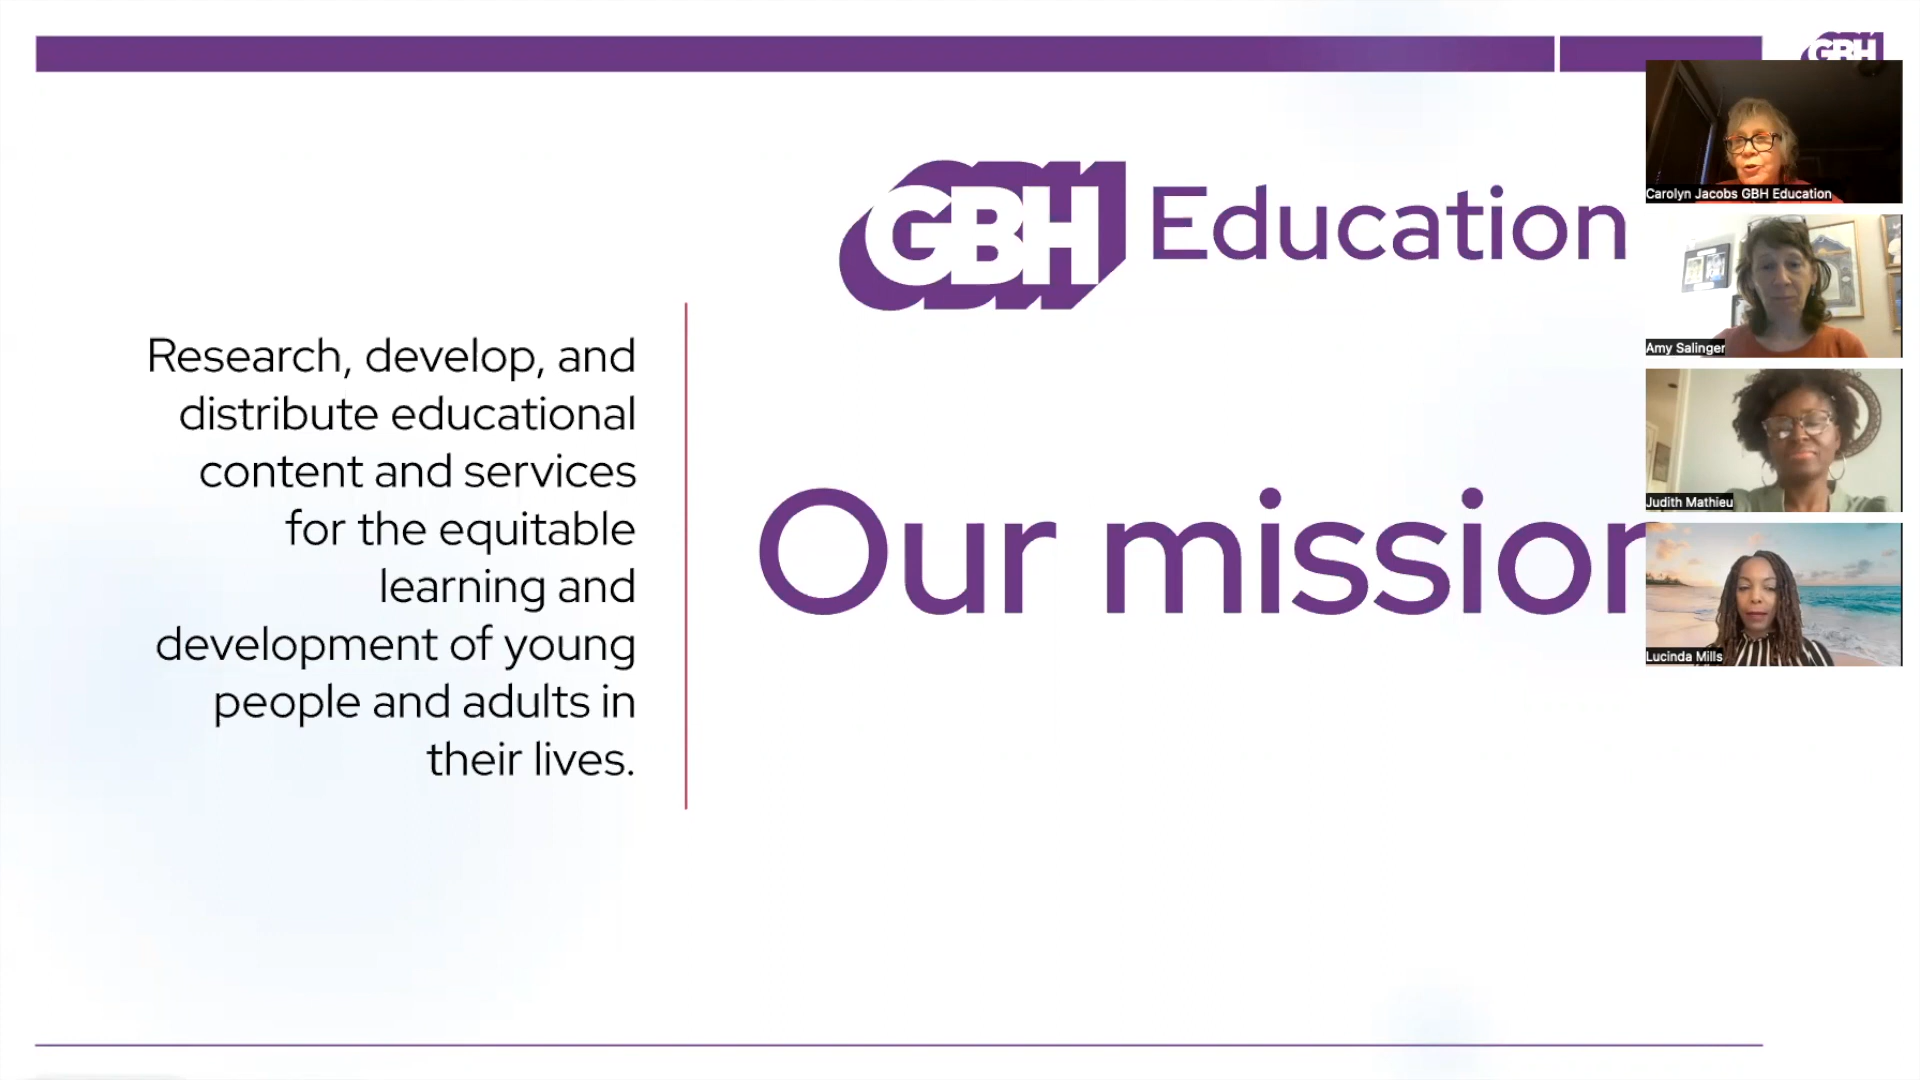 GBH
GBH Education
Research, develop, and
distribute educational
content and services
for the equitable
learning and
development of young
people and adults in
their lives.
Our mission
Carolyn Jacobs GBH Education
Amy Salinger
Judith Mathieu
Lucinda Mills